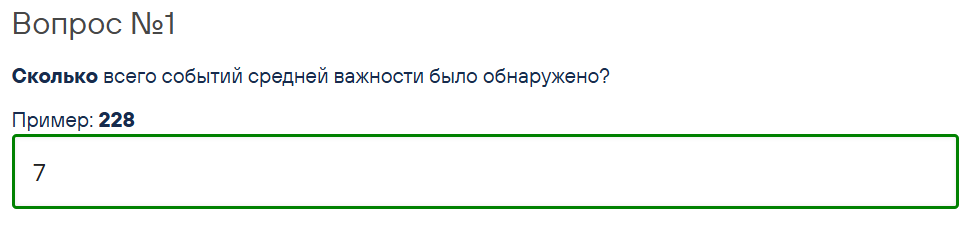 Вопрос №1
Сколько всего событий средней важности было обнаружено?
Пример: 228
7